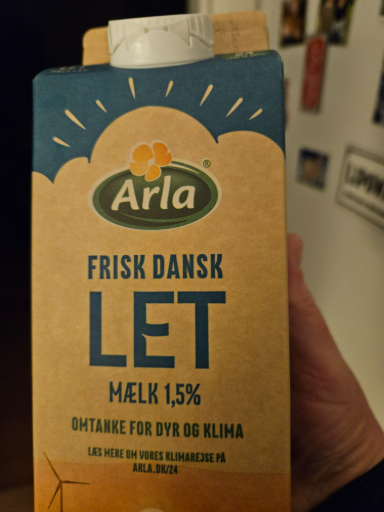 Arla®
FRISK DANSK
LET
MÆLK 1,5%
OMTANKE FOR DYR OG KLIMA
LÆS MERE OM VORES KLIMAREJSE PÅ
ARLA.DK/24